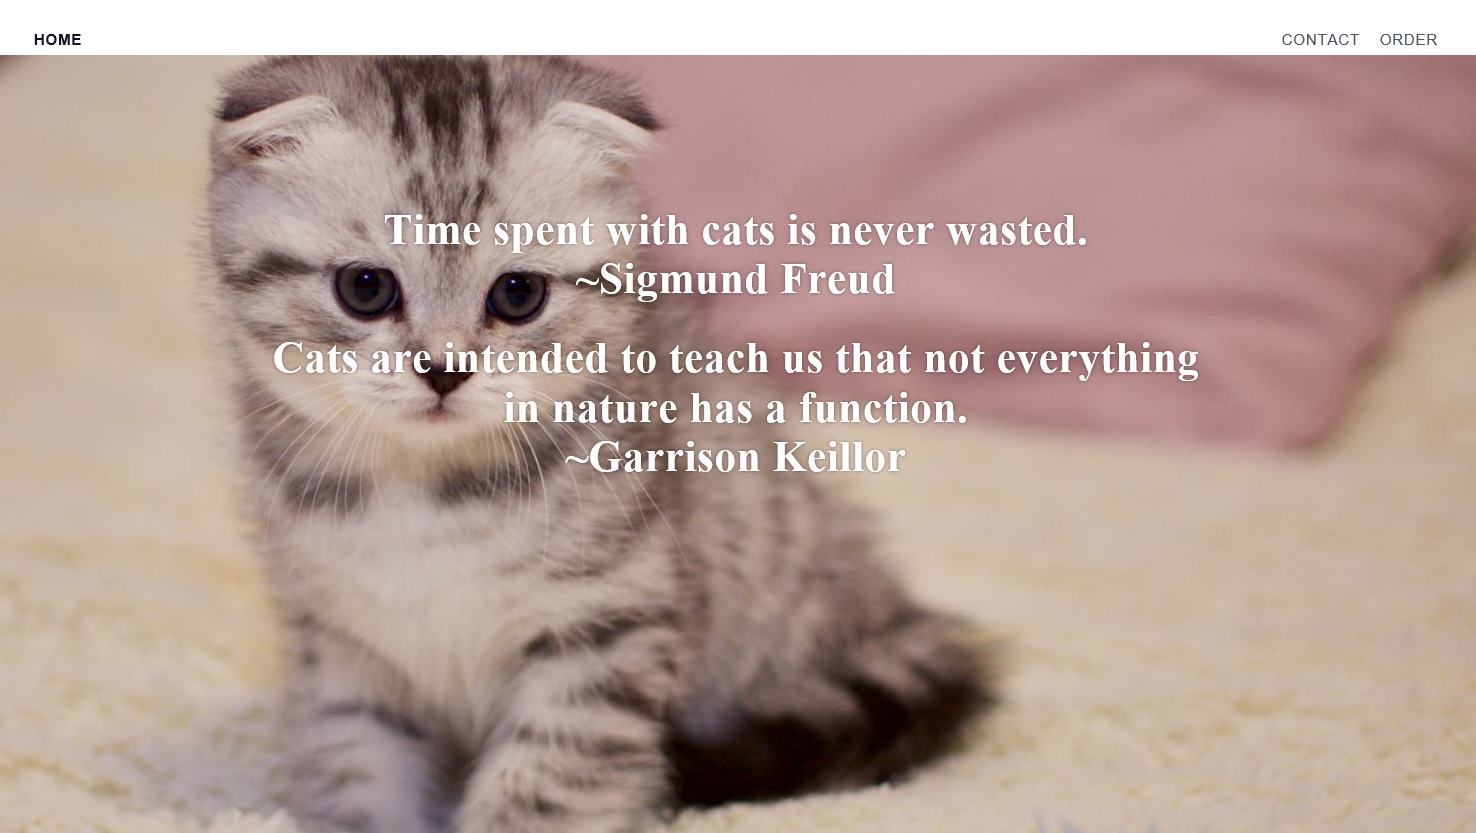 HOME
CONTACT ORDER
Time spent with cats is never wasted.
~Sigmund Freud
Cats are intended to teach us that not everything
in nature has a function.
~Garrison Keillor